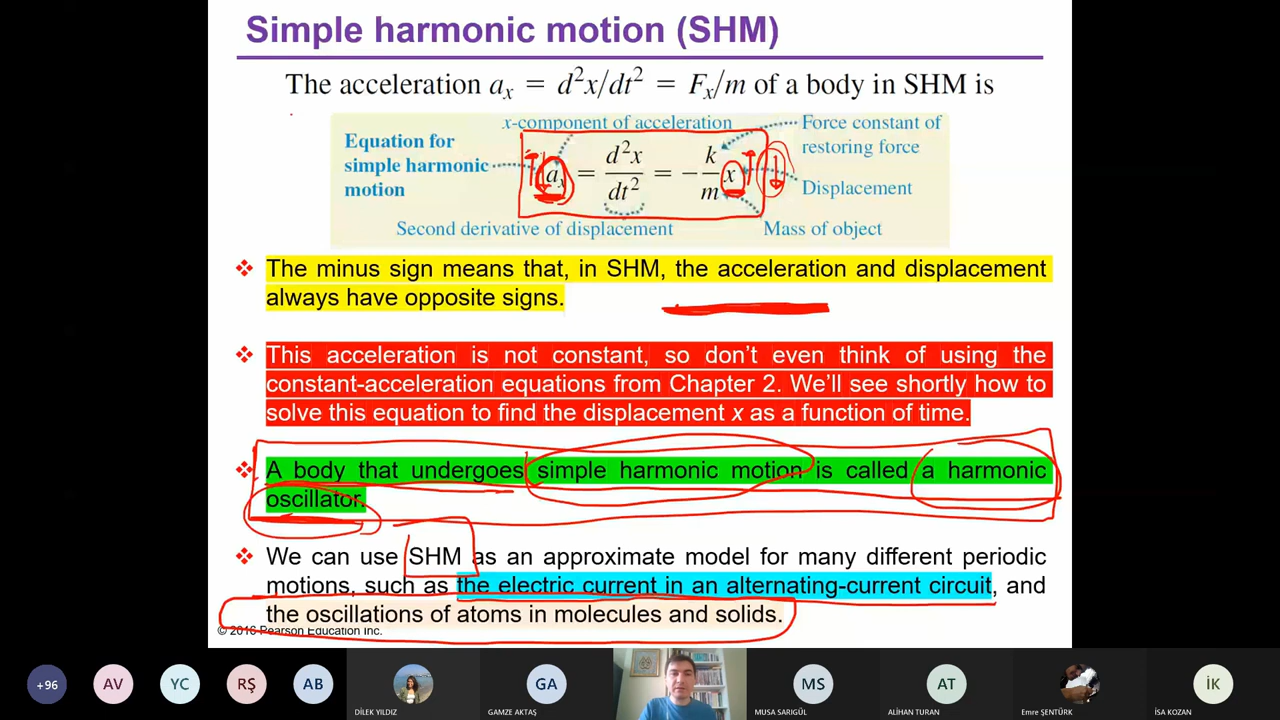 Simple harmonic motion (SHM)
The acceleration aₓ = d²x/dt² = Fₓ/m of a body in SHM is
x-component of acceleration
Force constant of
restoring force
Equation for
simple harmonic
motion
aₓ = d²x/dt² = −k/m x
Displacement
Second derivative of displacement
Mass of object
❖ The minus sign means that, in SHM, the acceleration and displacement
always have opposite signs.
❖ This acceleration is not constant, so don't even think of using the
constant-acceleration equations from Chapter 2. We'll see shortly how to
solve this equation to find the displacement x as a function of time.
❖ A body that undergoes simple harmonic motion is called a harmonic
oscillator.
❖ We can use SHM as an approximate model for many different periodic
motions, such as the electric current in an alternating-current circuit, and
the oscillations of atoms in molecules and solids.
© 2016 Pearson Education Inc.
+96
AV
YC
RŞ
AB
DİLEK YILDIZ
GA
GAMZE AKTAŞ
MS
MUSA SARIGÜL
AT
ALİHAN TURAN
Emre ŞENTÜRK
İK
İSA KOZAN